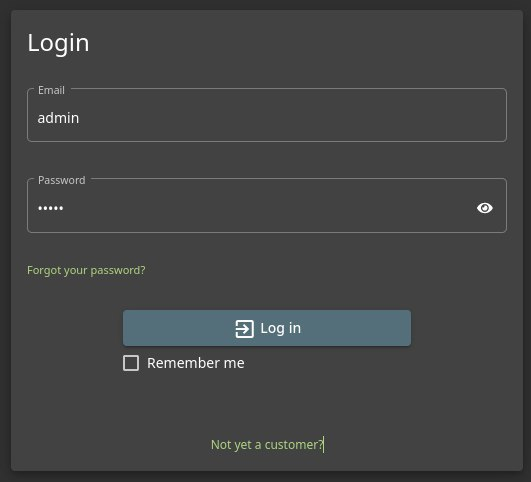 Login
Email
admin
Password
•••••
Forgot your password?
Log in
Remember me
Not yet a customer?